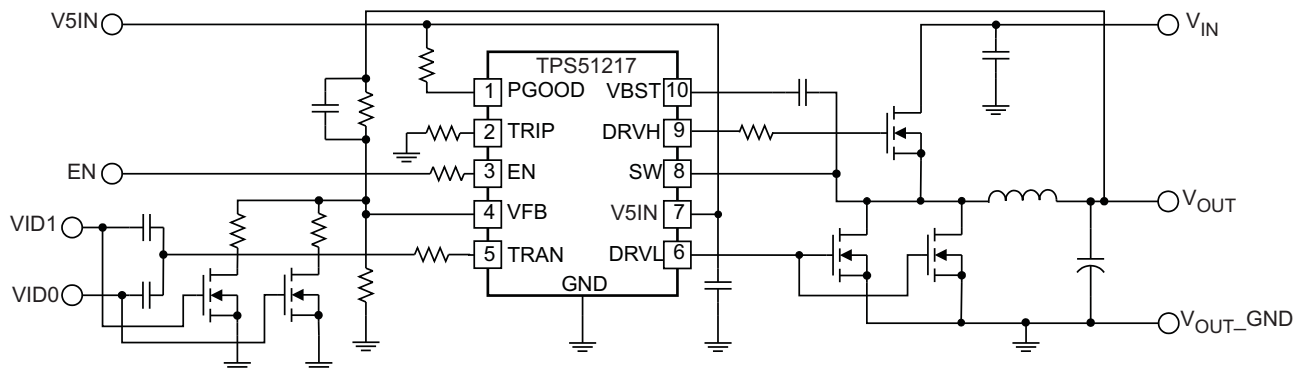 V5IN
V_IN
TPS51217
1 PGOOD
VBST 10
2 TRIP
DRVH 9
EN
3 EN
SW 8
4 VFB
V5IN 7
V_OUT
VID1
5 TRAN
DRVL 6
GND
VID0
V_OUT_GND